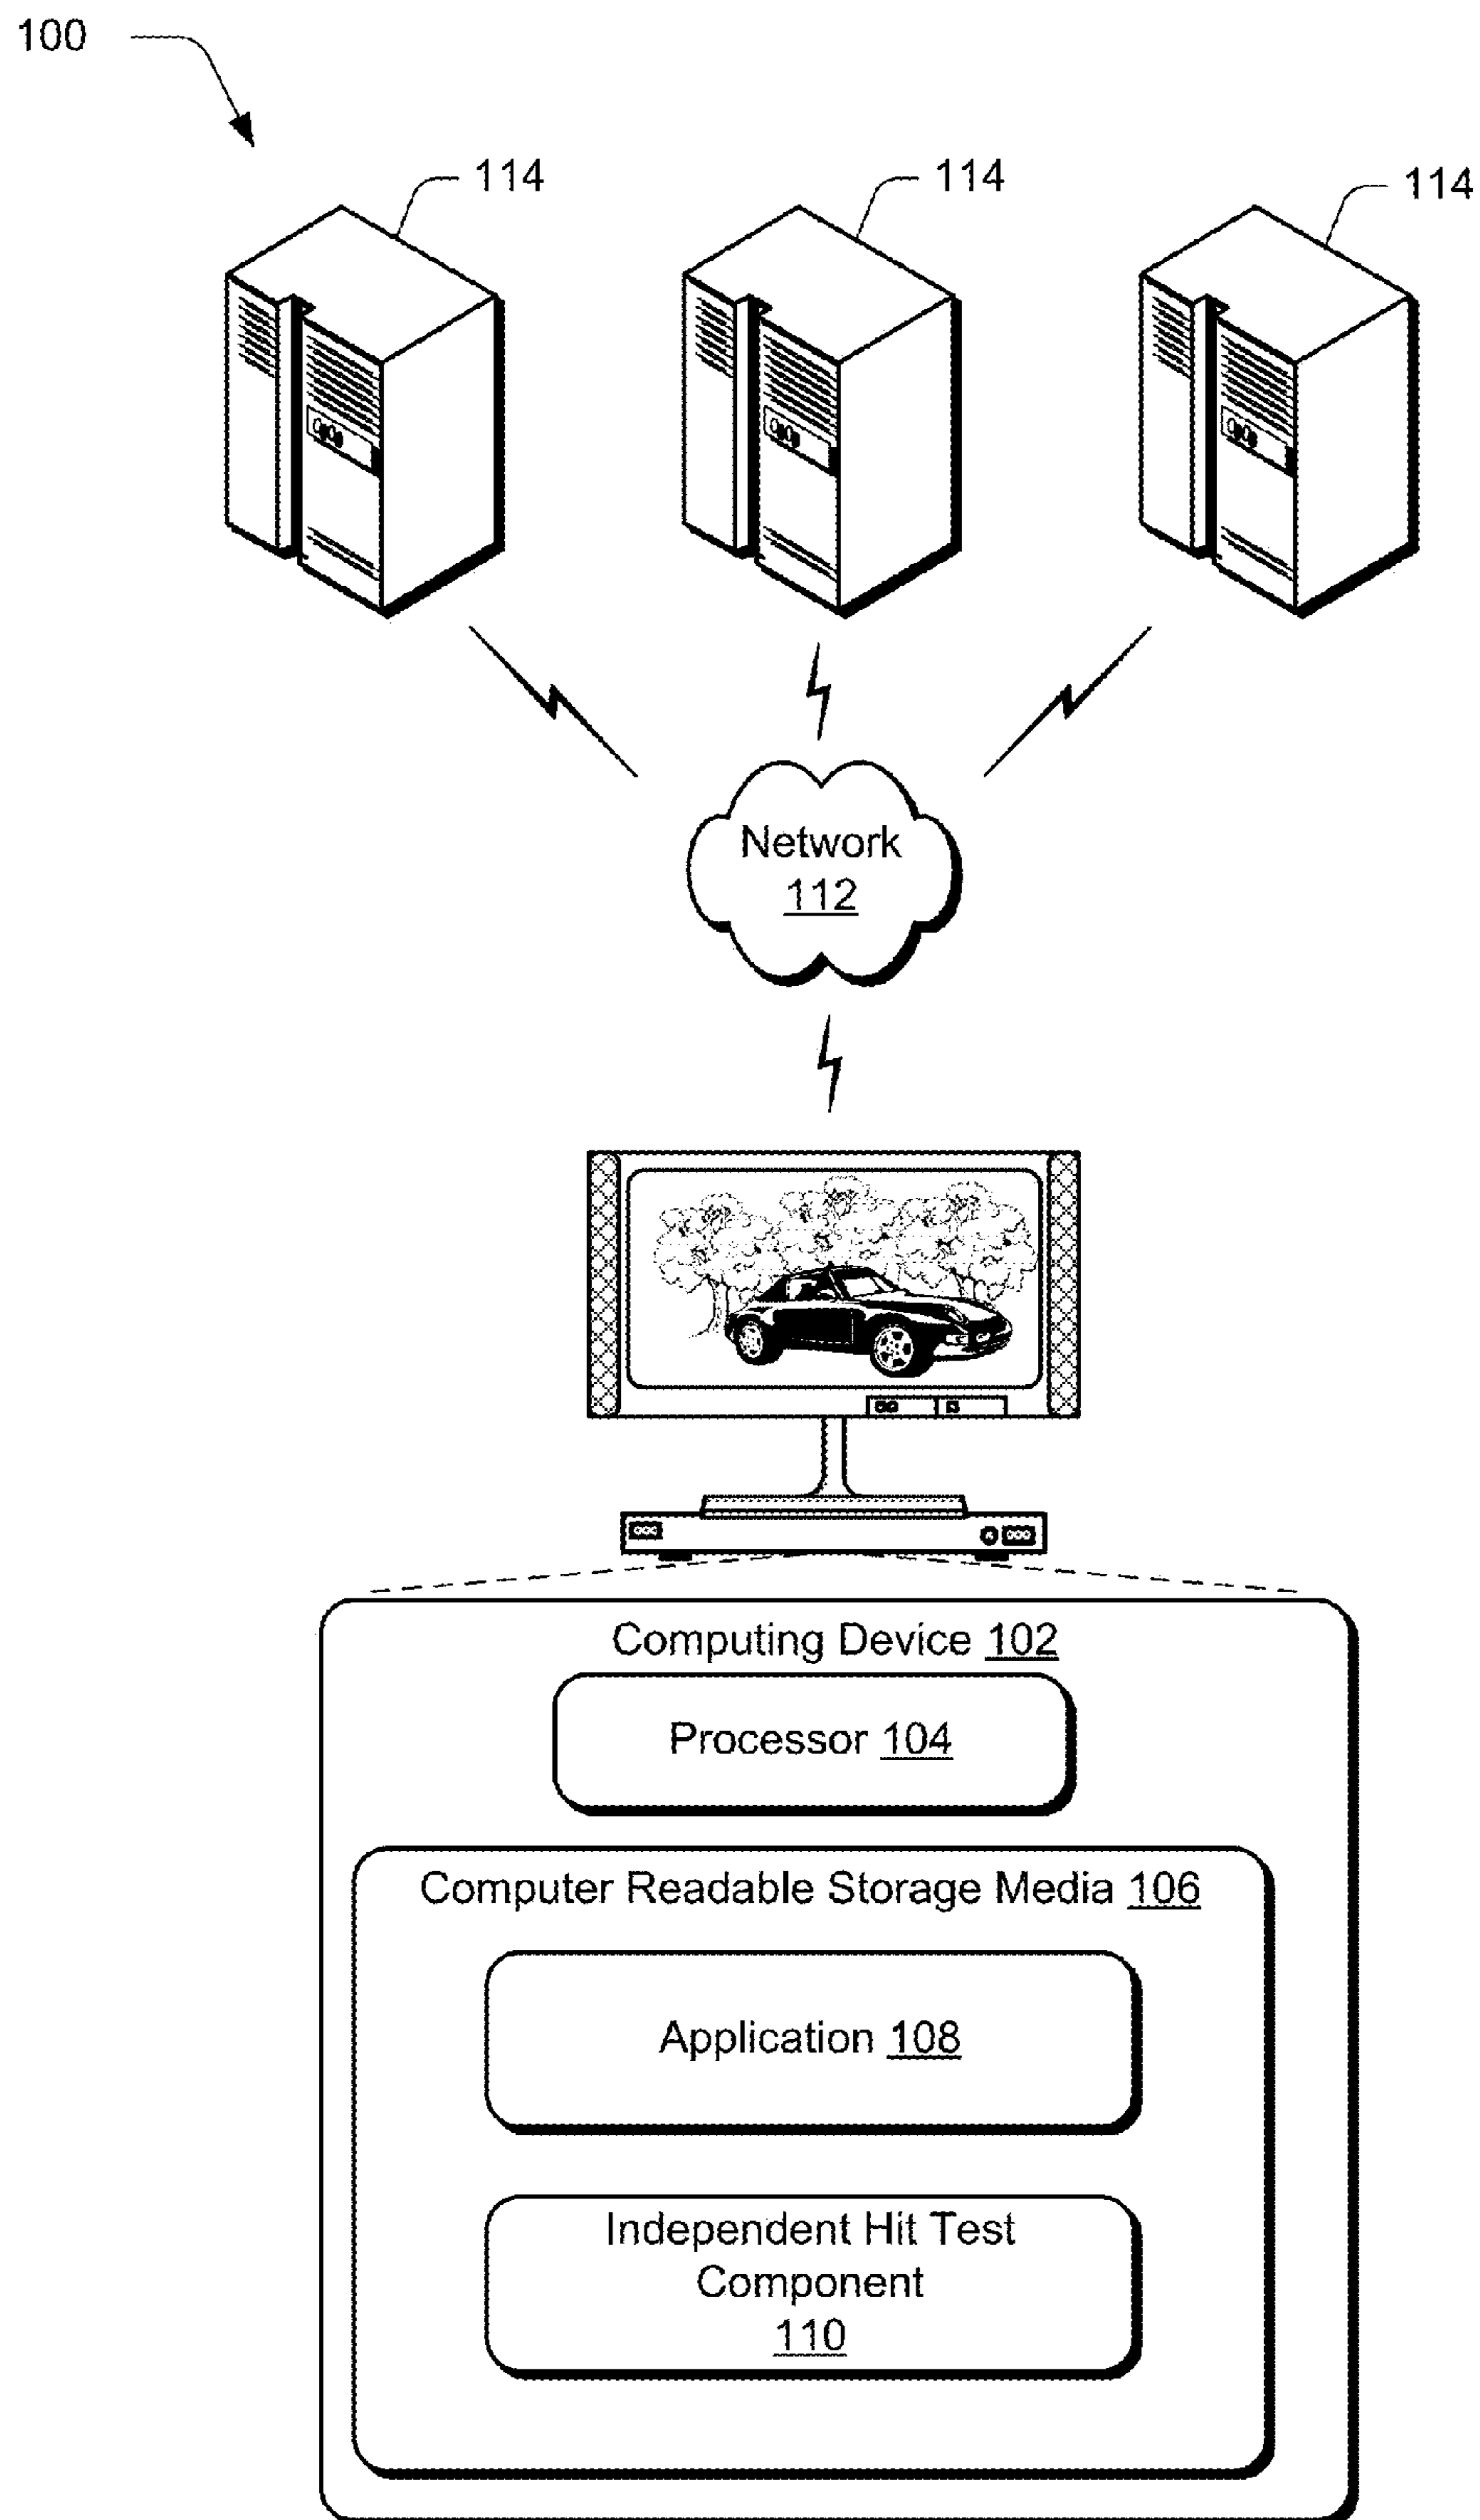 100
114
114
114
Network
112
Computing Device 102
Processor 104
Computer Readable Storage Media 106
Application 108
Independent Hit Test
Component
110